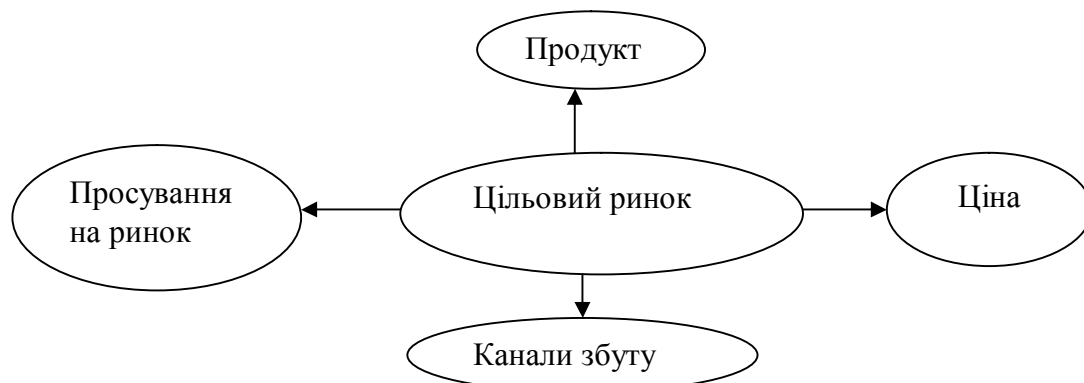 Продукт
Просування
на ринок
Цільовий ринок
Ціна
Канали збуту